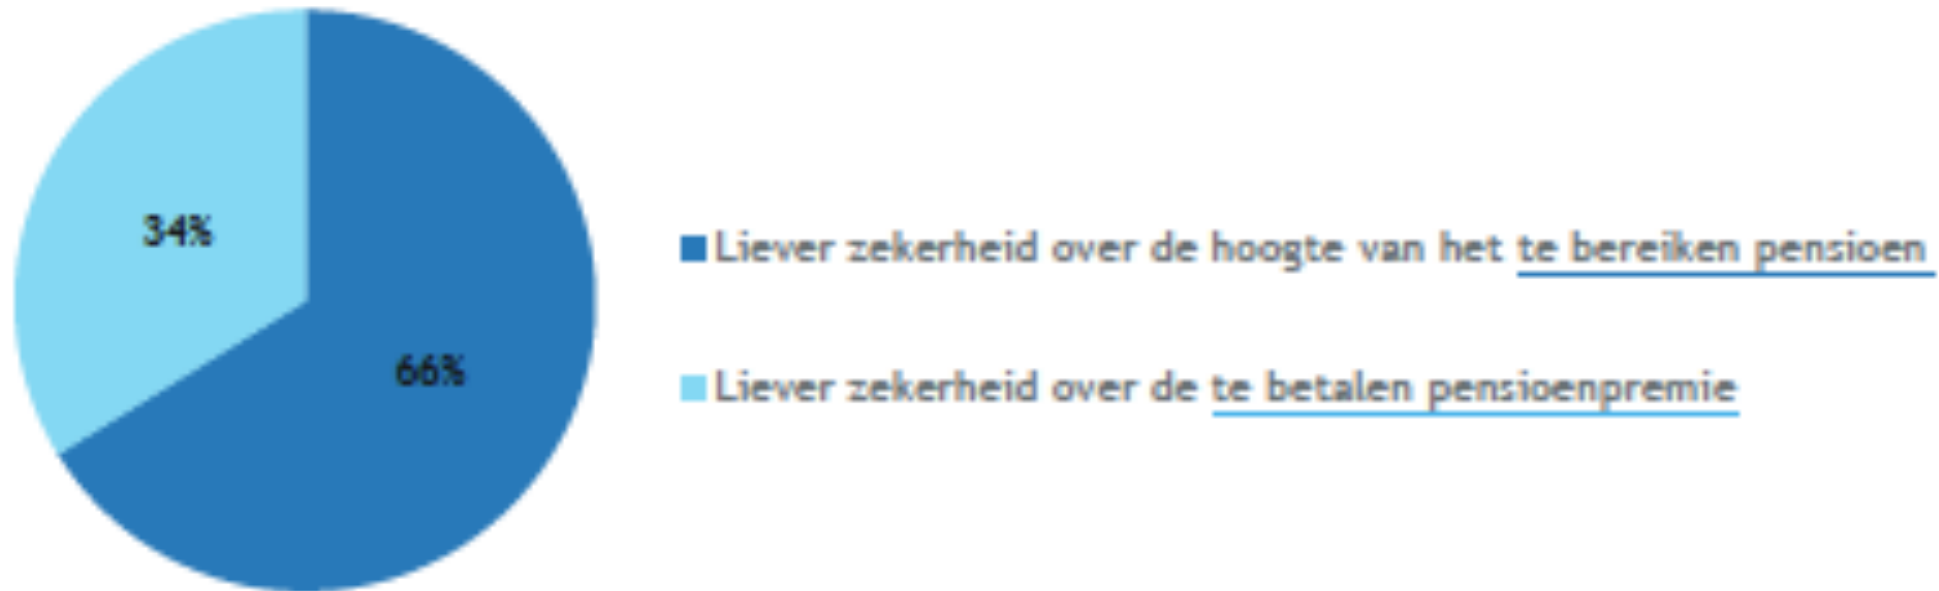 34%
Liever zekerheid over de hoogte van het te bereiken pensioen
66%
Liever zekerheid over de te betalen pensioenpremie